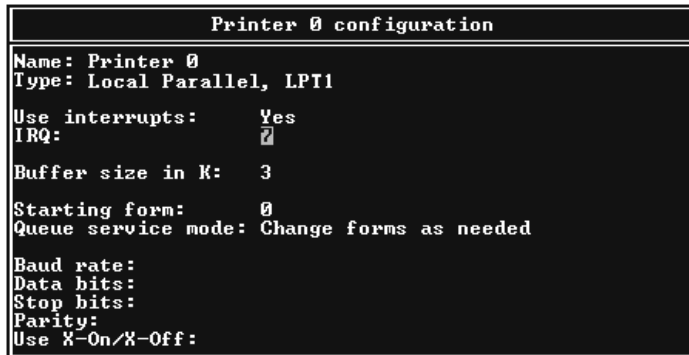 Printer 0 configuration
Name: Printer 0
Type: Local Parallel, LPT1
Use interrupts: Yes
IRQ: 7
Buffer size in K: 3
Starting form: 0
Queue service mode: Change forms as needed
Baud rate:
Data bits:
Stop bits:
Parity:
Use X-On/X-Off: